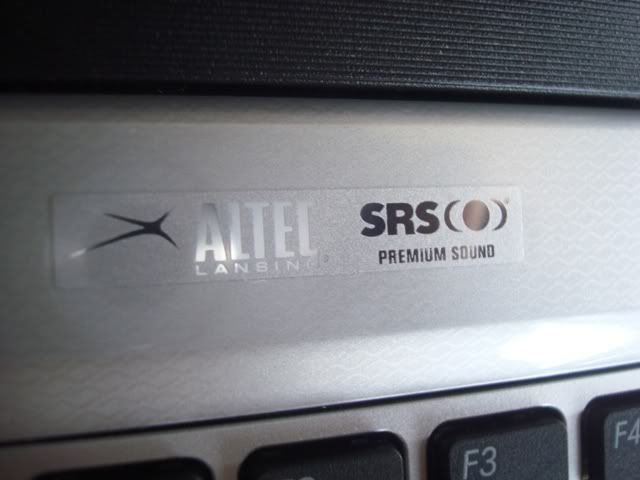 ALTEC
LANSING
SRS(O)®
PREMIUM SOUND
F3
F4